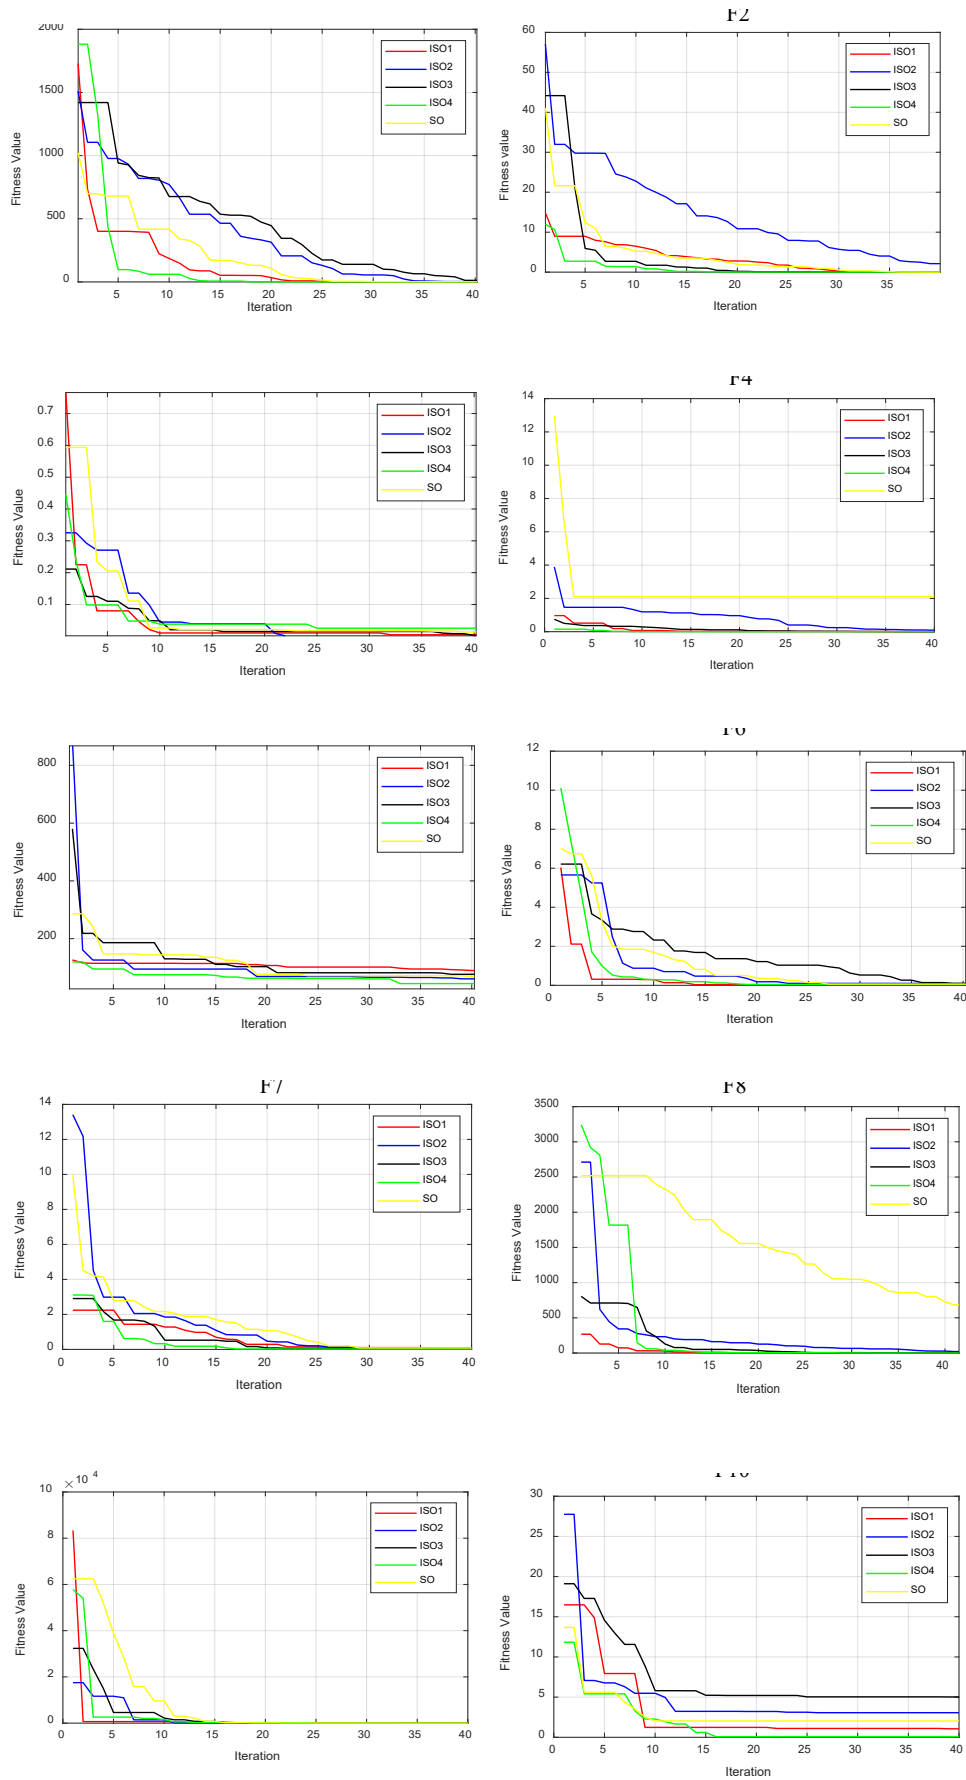 2000
1500
1000
500
0
5
10
15
20
25
30
35
40
Fitness Value
Iteration
ISO1
ISO2
ISO3
ISO4
SO
F2
60
50
40
30
20
10
0
5
10
15
20
25
30
35
Fitness value
Iteration
ISO1
ISO2
ISO3
ISO4
SO
0.7
0.6
0.5
0.4
0.3
0.2
0.1
5
10
15
20
25
30
35
40
Fitness Value
Iteration
ISO1
ISO2
ISO3
ISO4
SO
F4
14
12
10
8
6
4
2
0
0
5
10
15
20
25
30
35
40
Fitness Value
Iteration
ISO1
ISO2
ISO3
ISO4
SO
800
600
400
200
5
10
15
20
25
30
35
40
Fitness Value
Iteration
ISO1
ISO2
ISO3
ISO4
SO
12
10
8
6
4
2
0
0
5
10
15
20
25
30
35
40
Fitness Value
Iteration
ISO1
ISO2
ISO3
ISO4
SO
F7
14
12
10
8
6
4
2
0
0
5
10
15
20
25
30
35
40
Fitness Value
Iteration
ISO1
ISO2
ISO3
ISO4
SO
F8
3500
3000
2500
2000
1500
1000
500
0
5
10
15
20
25
30
35
40
Fitness Value
Iteration
ISO1
ISO2
ISO3
ISO4
SO
×10 4
10
8
6
4
2
0
0
5
10
15
20
25
30
35
40
Fitness Value
Iteration
ISO1
ISO2
ISO3
ISO4
SO
30
25
20
15
10
5
0
0
5
10
15
20
25
30
35
40
Fitness Value
Iteration
ISO1
ISO2
ISO3
ISO4
SO